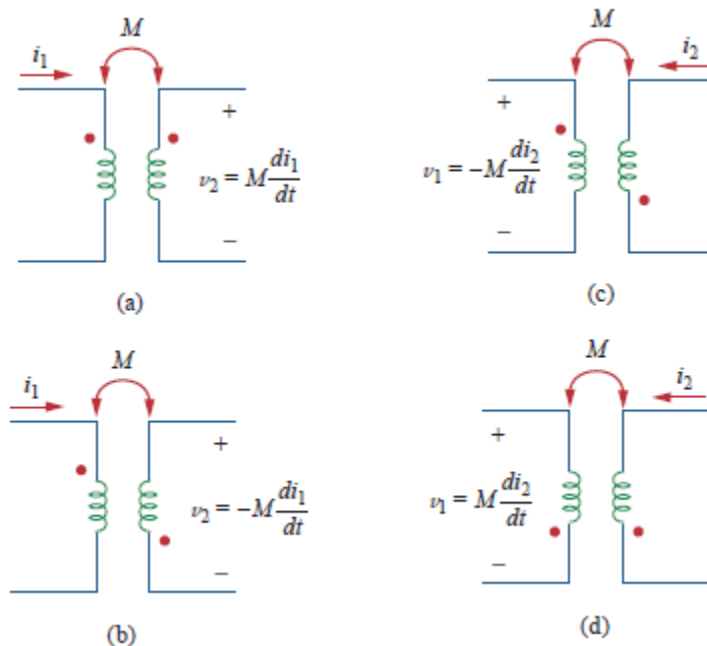 M
i₁
+
v₂ = M di₁/dt
−
(a)
M
i₂
+
v₁ = −M di₂/dt
−
(c)
M
i₁
+
v₂ = −M di₁/dt
−
(b)
M
i₂
+
v₁ = M di₂/dt
−
(d)